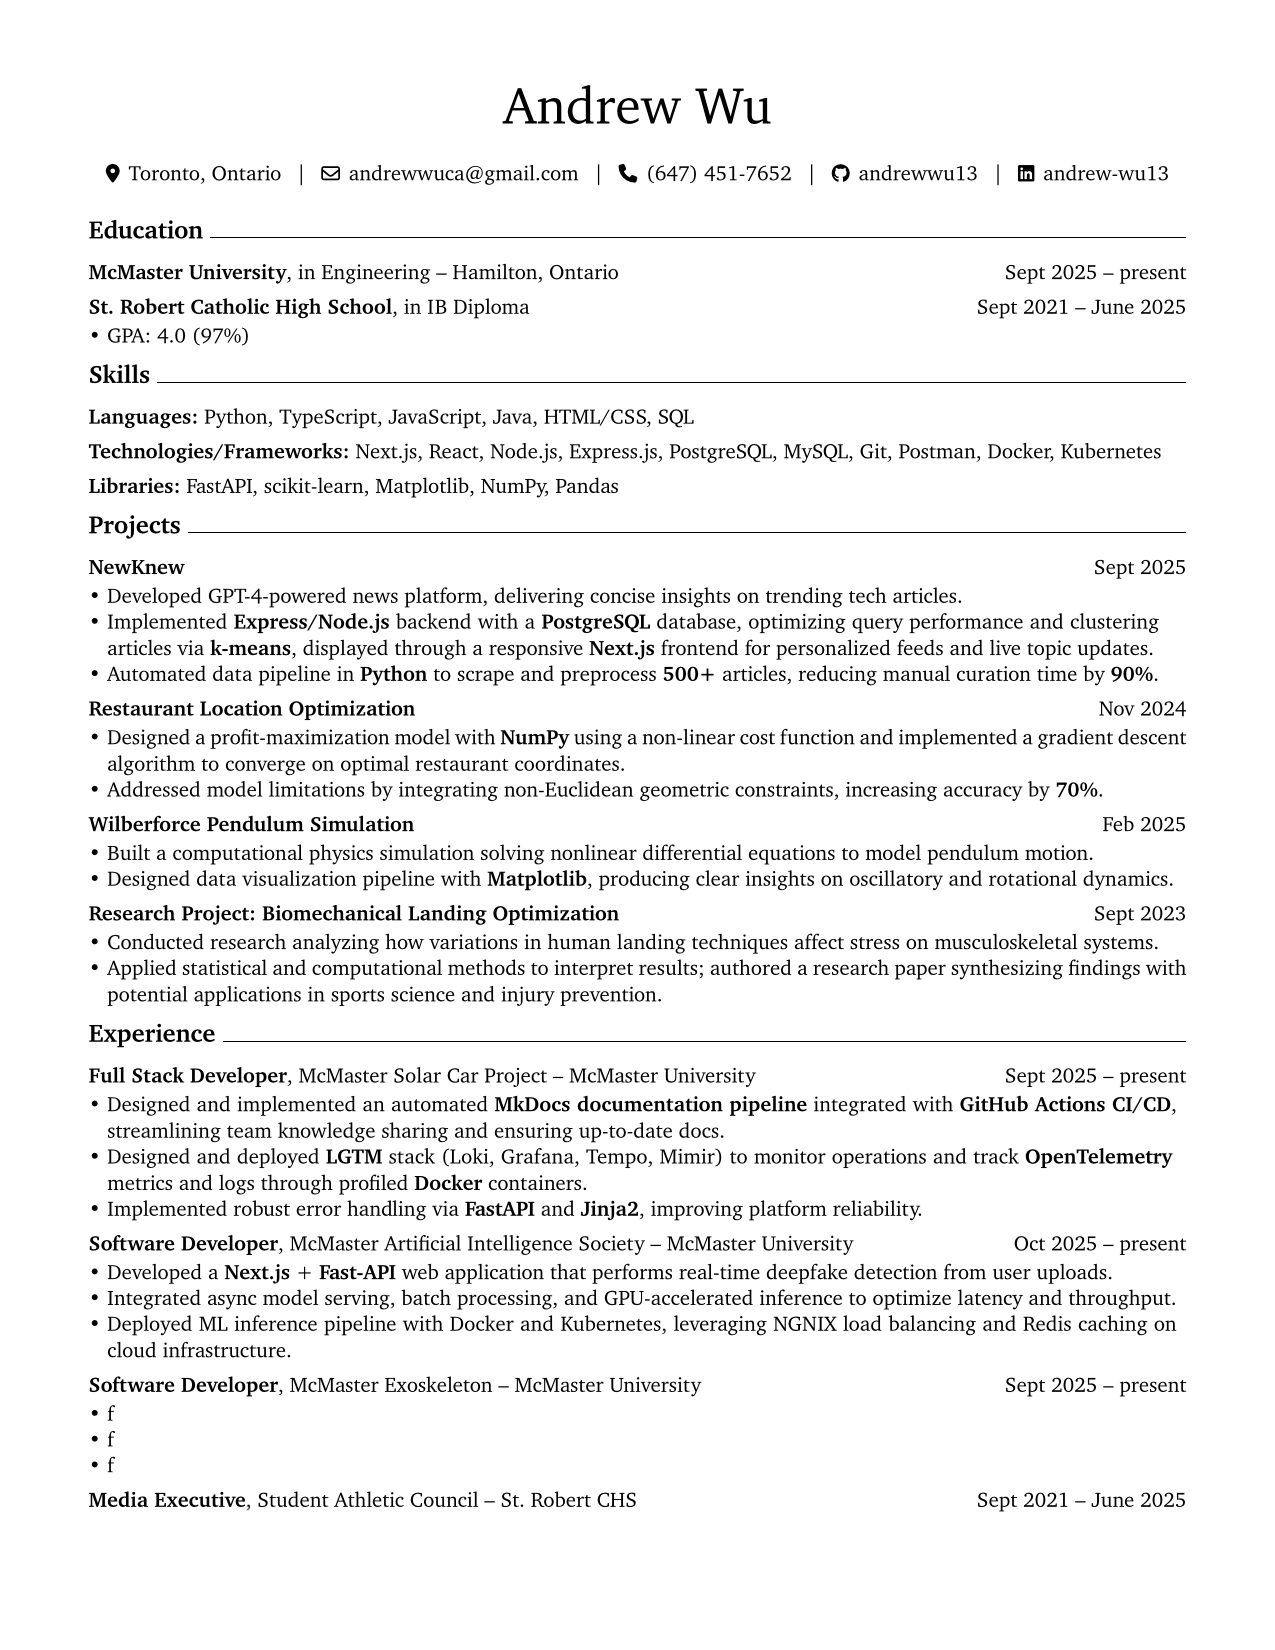 Andrew Wu
Toronto, Ontario | andrewwuca@gmail.com | (647) 451-7652 | andrewwu13 | andrew-wu13
Education
McMaster University, in Engineering – Hamilton, Ontario Sept 2025 – present
St. Robert Catholic High School, in IB Diploma Sept 2021 – June 2025
• GPA: 4.0 (97%)
Skills
Languages: Python, TypeScript, JavaScript, Java, HTML/CSS, SQL
Technologies/Frameworks: Next.js, React, Node.js, Express.js, PostgreSQL, MySQL, Git, Postman, Docker, Kubernetes
Libraries: FastAPI, scikit-learn, Matplotlib, NumPy, Pandas
Projects
NewKnew Sept 2025
• Developed GPT-4-powered news platform, delivering concise insights on trending tech articles.
• Implemented Express/Node.js backend with a PostgreSQL database, optimizing query performance and clustering
articles via k-means, displayed through a responsive Next.js frontend for personalized feeds and live topic updates.
• Automated data pipeline in Python to scrape and preprocess 500+ articles, reducing manual curation time by 90%.
Restaurant Location Optimization Nov 2024
• Designed a profit-maximization model with NumPy using a non-linear cost function and implemented a gradient descent
algorithm to converge on optimal restaurant coordinates.
• Addressed model limitations by integrating non-Euclidean geometric constraints, increasing accuracy by 70%.
Wilberforce Pendulum Simulation Feb 2025
• Built a computational physics simulation solving nonlinear differential equations to model pendulum motion.
• Designed data visualization pipeline with Matplotlib, producing clear insights on oscillatory and rotational dynamics.
Research Project: Biomechanical Landing Optimization Sept 2023
• Conducted research analyzing how variations in human landing techniques affect stress on musculoskeletal systems.
• Applied statistical and computational methods to interpret results; authored a research paper synthesizing findings with
potential applications in sports science and injury prevention.
Experience
Full Stack Developer, McMaster Solar Car Project – McMaster University Sept 2025 – present
• Designed and implemented an automated MkDocs documentation pipeline integrated with GitHub Actions CI/CD,
streamlining team knowledge sharing and ensuring up-to-date docs.
• Designed and deployed LGTM stack (Loki, Grafana, Tempo, Mimir) to monitor operations and track OpenTelemetry
metrics and logs through profiled Docker containers.
• Implemented robust error handling via FastAPI and Jinja2, improving platform reliability.
Software Developer, McMaster Artificial Intelligence Society – McMaster University Oct 2025 – present
• Developed a Next.js + Fast-API web application that performs real-time deepfake detection from user uploads.
• Integrated async model serving, batch processing, and GPU-accelerated inference to optimize latency and throughput.
• Deployed ML inference pipeline with Docker and Kubernetes, leveraging NGNIX load balancing and Redis caching on
cloud infrastructure.
Software Developer, McMaster Exoskeleton – McMaster University Sept 2025 – present
• f
• f
• f
Media Executive, Student Athletic Council – St. Robert CHS Sept 2021 – June 2025